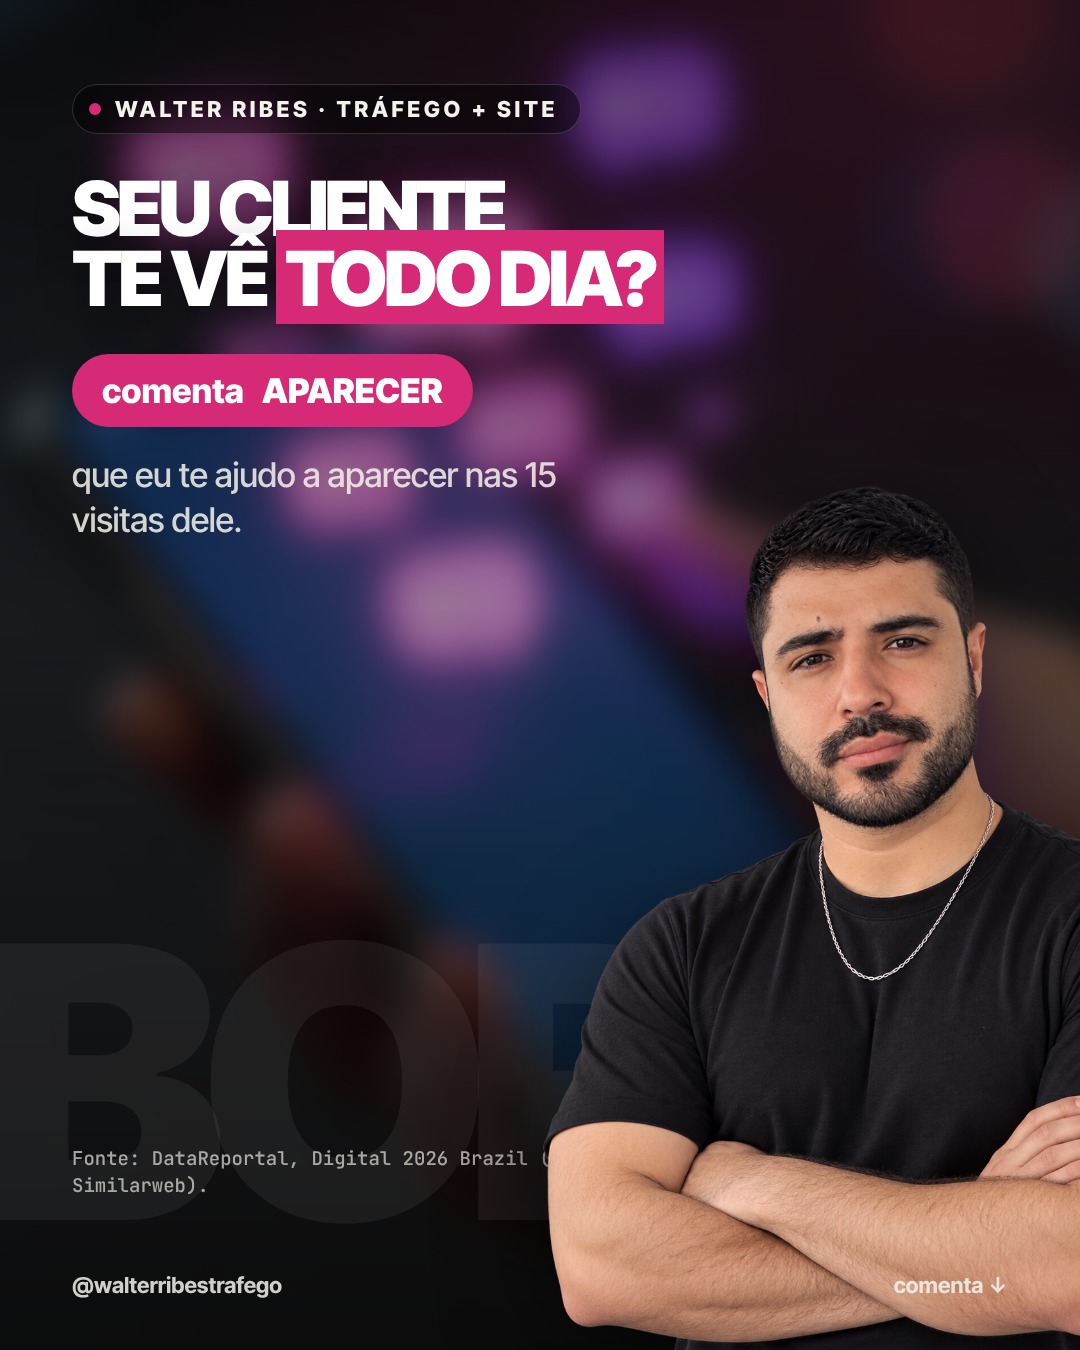 WALTER RIBES · TRÁFEGO + SITE
SEU CLIENTE
TE VÊ TODO DIA?
comenta APARECER
que eu te ajudo a aparecer nas 15
visitas dele.
BO
Fonte: DataReportal, Digital 2026 Brazil (
Similarweb).
@walterribestrafego
comenta ↓